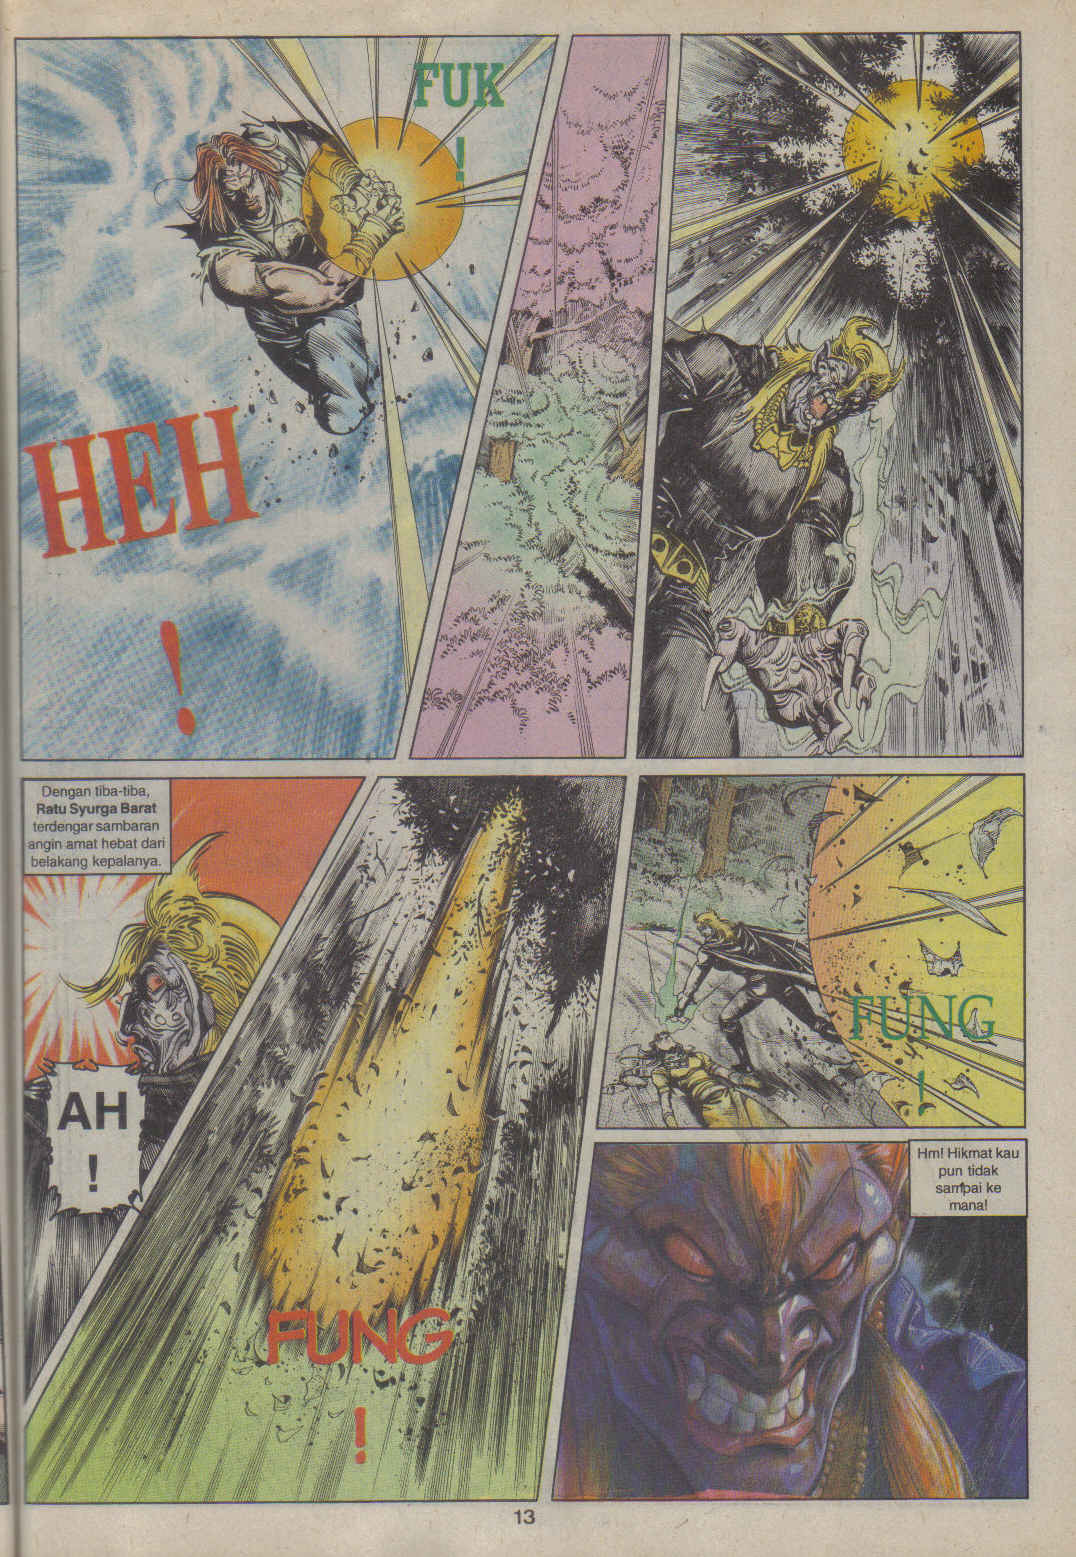 FUK
!
HEH
!
Dengan tiba-tiba,
Ratu Syurga Barat
terdengar sambaran
angin amat hebat dari
belakang kepalanya.
AH
!
FUNG
!
FUNG
!
Hm! Hikmat kau
pun tidak
sampai ke
mana!
13